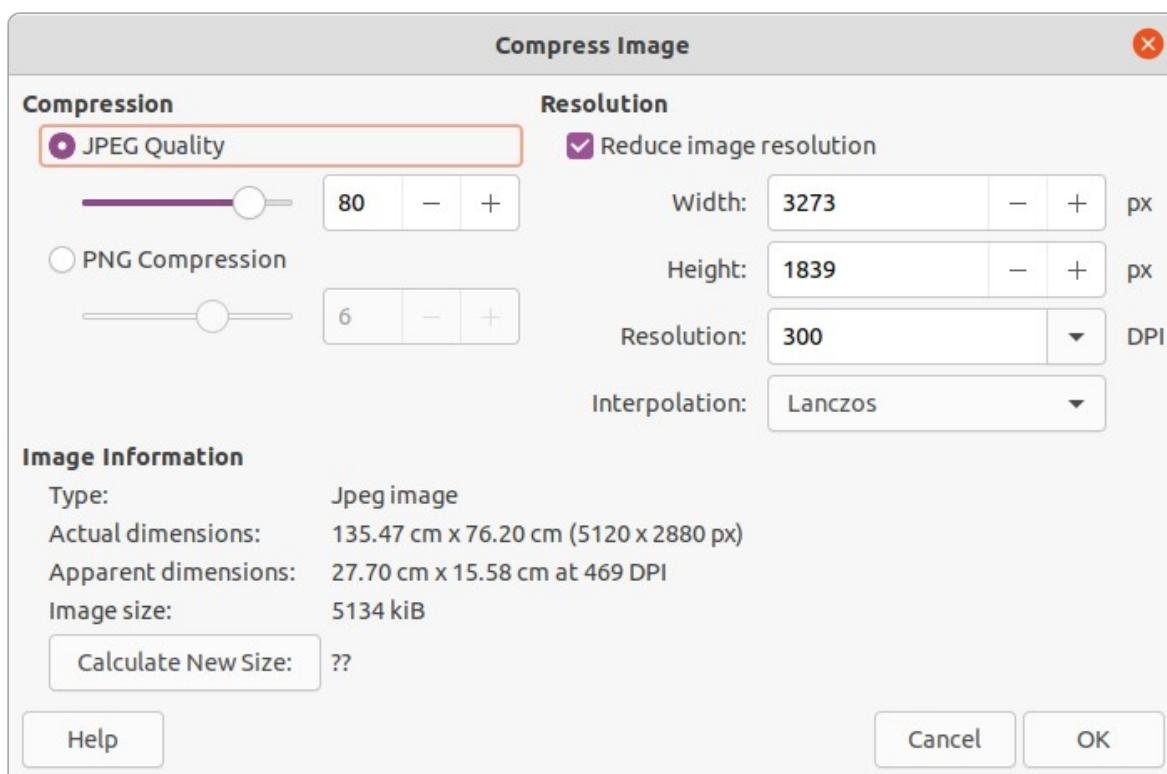 Compress Image
Compression
JPEG Quality
80
PNG Compression
6
Resolution
Reduce image resolution
Width: 3273 px
Height: 1839 px
Resolution: 300 DPI
Interpolation: Lanczos
Image Information
Type: Jpeg image
Actual dimensions: 135.47 cm x 76.20 cm (5120 x 2880 px)
Apparent dimensions: 27.70 cm x 15.58 cm at 469 DPI
Image size: 5134 kiB
Calculate New Size: ??
Help Cancel OK